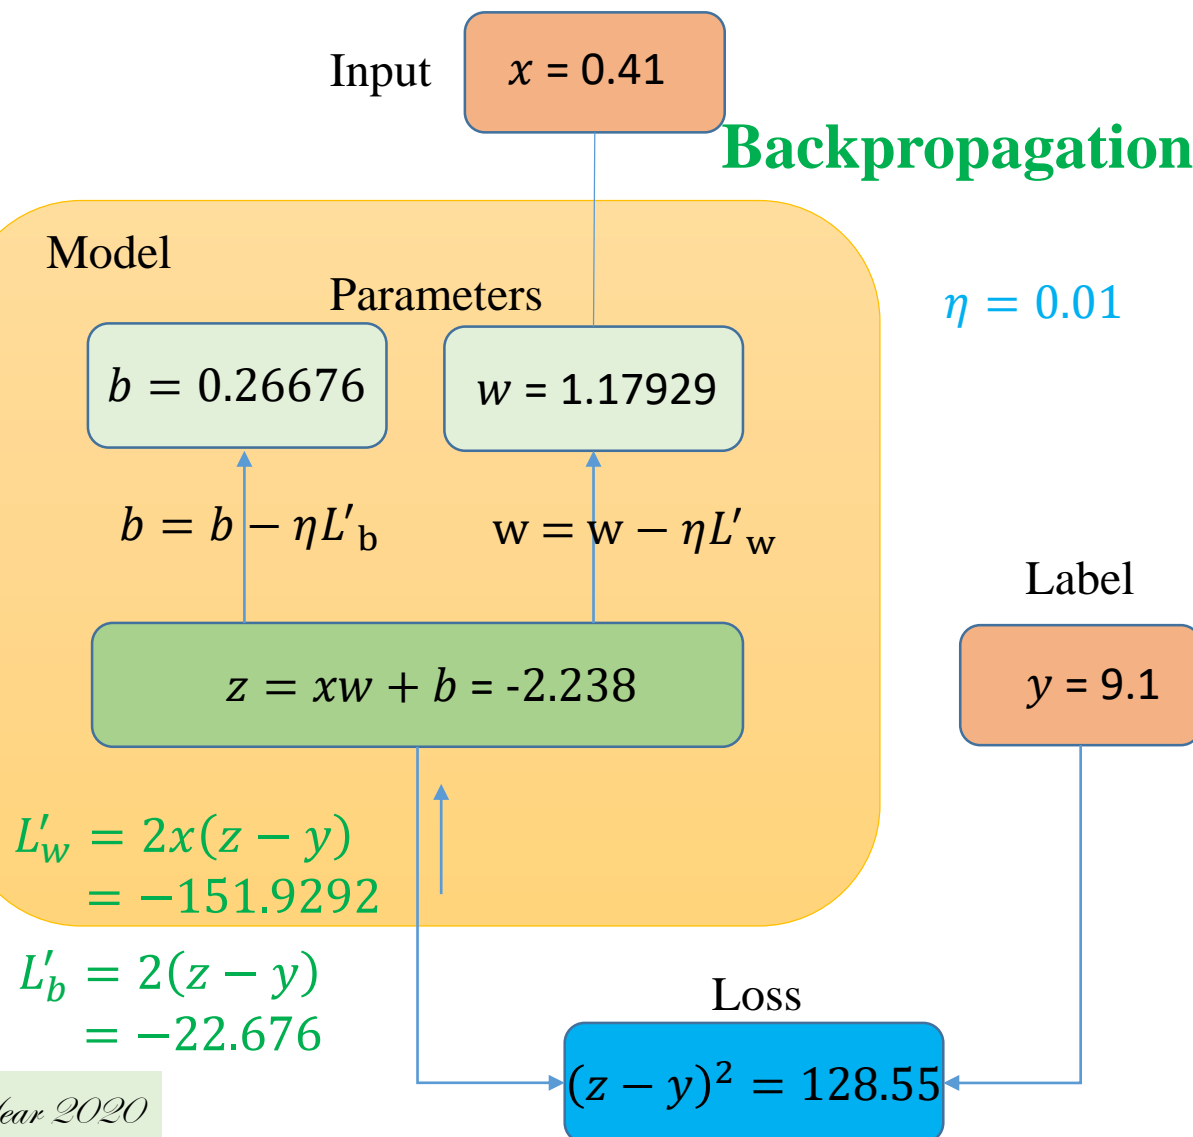 Input
x = 0.41
Backpropagation
Model
Parameters
η = 0.01
b = 0.26676
w = 1.17929
b = b − ηL′b
w = w − ηL′w
Label
z = xw + b = -2.238
y = 9.1
L′w = 2x(z − y)
= −151.9292
L′b = 2(z − y)
= −22.676
Loss
(z − y)² = 128.55
2020